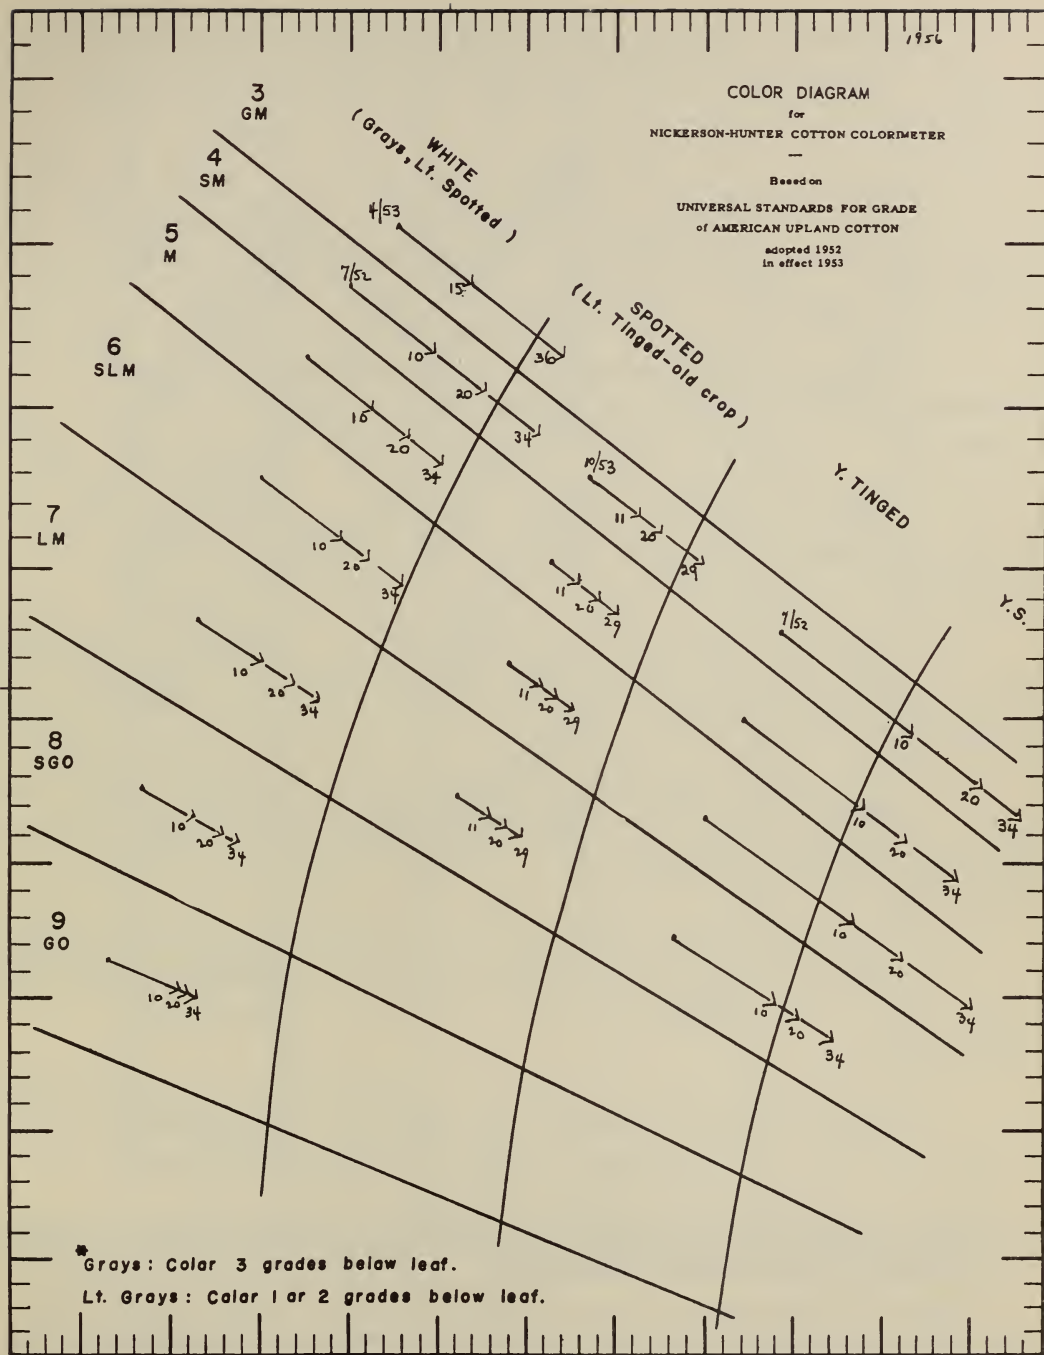 1956
COLOR DIAGRAM
for
NICKERSON-HUNTER COTTON COLORIMETER
—
Based on
UNIVERSAL STANDARDS FOR GRADE
of AMERICAN UPLAND COTTON
adopted 1952
in effect 1953
3
GM
4
SM
5
M
6
SLM
7
LM
8
SGO
9
GO
WHITE
(Grays, Lt. Spotted)
SPOTTED
(Lt. Tinged-old crop)
Y. TINGED
Y.S.
4/53
15
36
7/52
10
20
34
15
20
34
10
20
34
10
20
34
10
20
34
10
20
34
10/53
11
20
29
11
20
29
11
20
29
11
20
29
7/52
10
20
34
10
20
34
10
20
34
10
20
34
* Grays: Color 3 grades below leaf.
Lt. Grays: Color 1 or 2 grades below leaf.